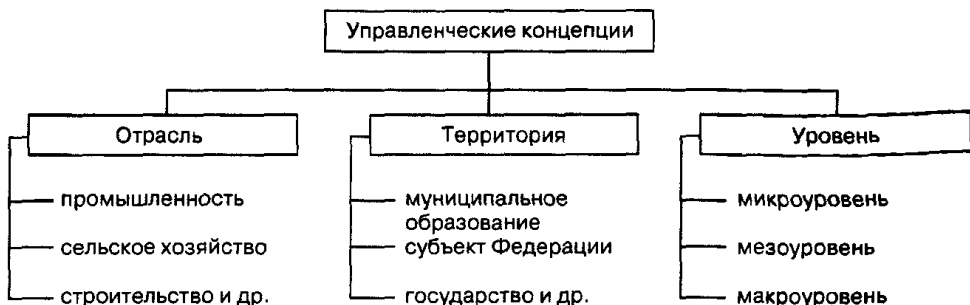 Управленческие концепции
Отрасль
Территория
Уровень
промышленность
сельское хозяйство
строительство и др.
муниципальное
образование
субъект Федерации
государство и др.
микроуровень
мезоуровень
макроуровень